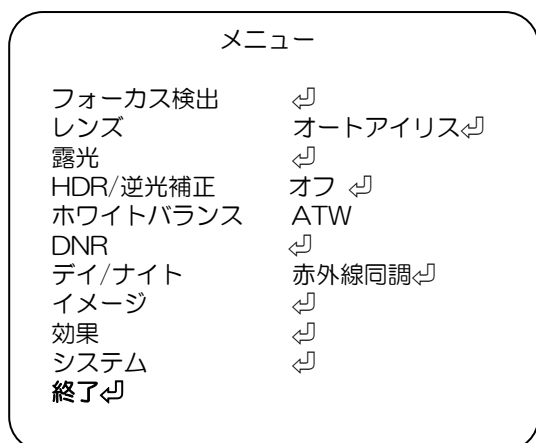 メニュー
フォーカス検出 ⏎
レンズ オートアイリス⏎
露光 ⏎
HDR/逆光補正 オフ ⏎
ホワイトバランス ATW
DNR ⏎
デイ/ナイト 赤外線同調⏎
イメージ ⏎
効果 ⏎
システム ⏎
終了⏎